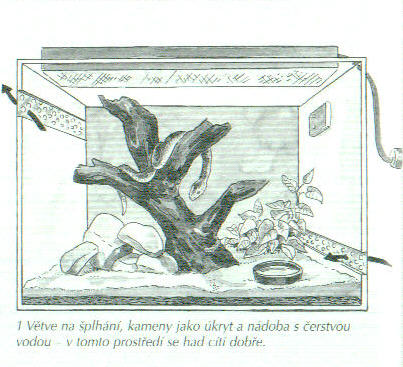 1 Větve na šplhání, kameny jako úkryt a nádoba s čerstvou
vodou – v tomto prostředí se had cítí dobře.